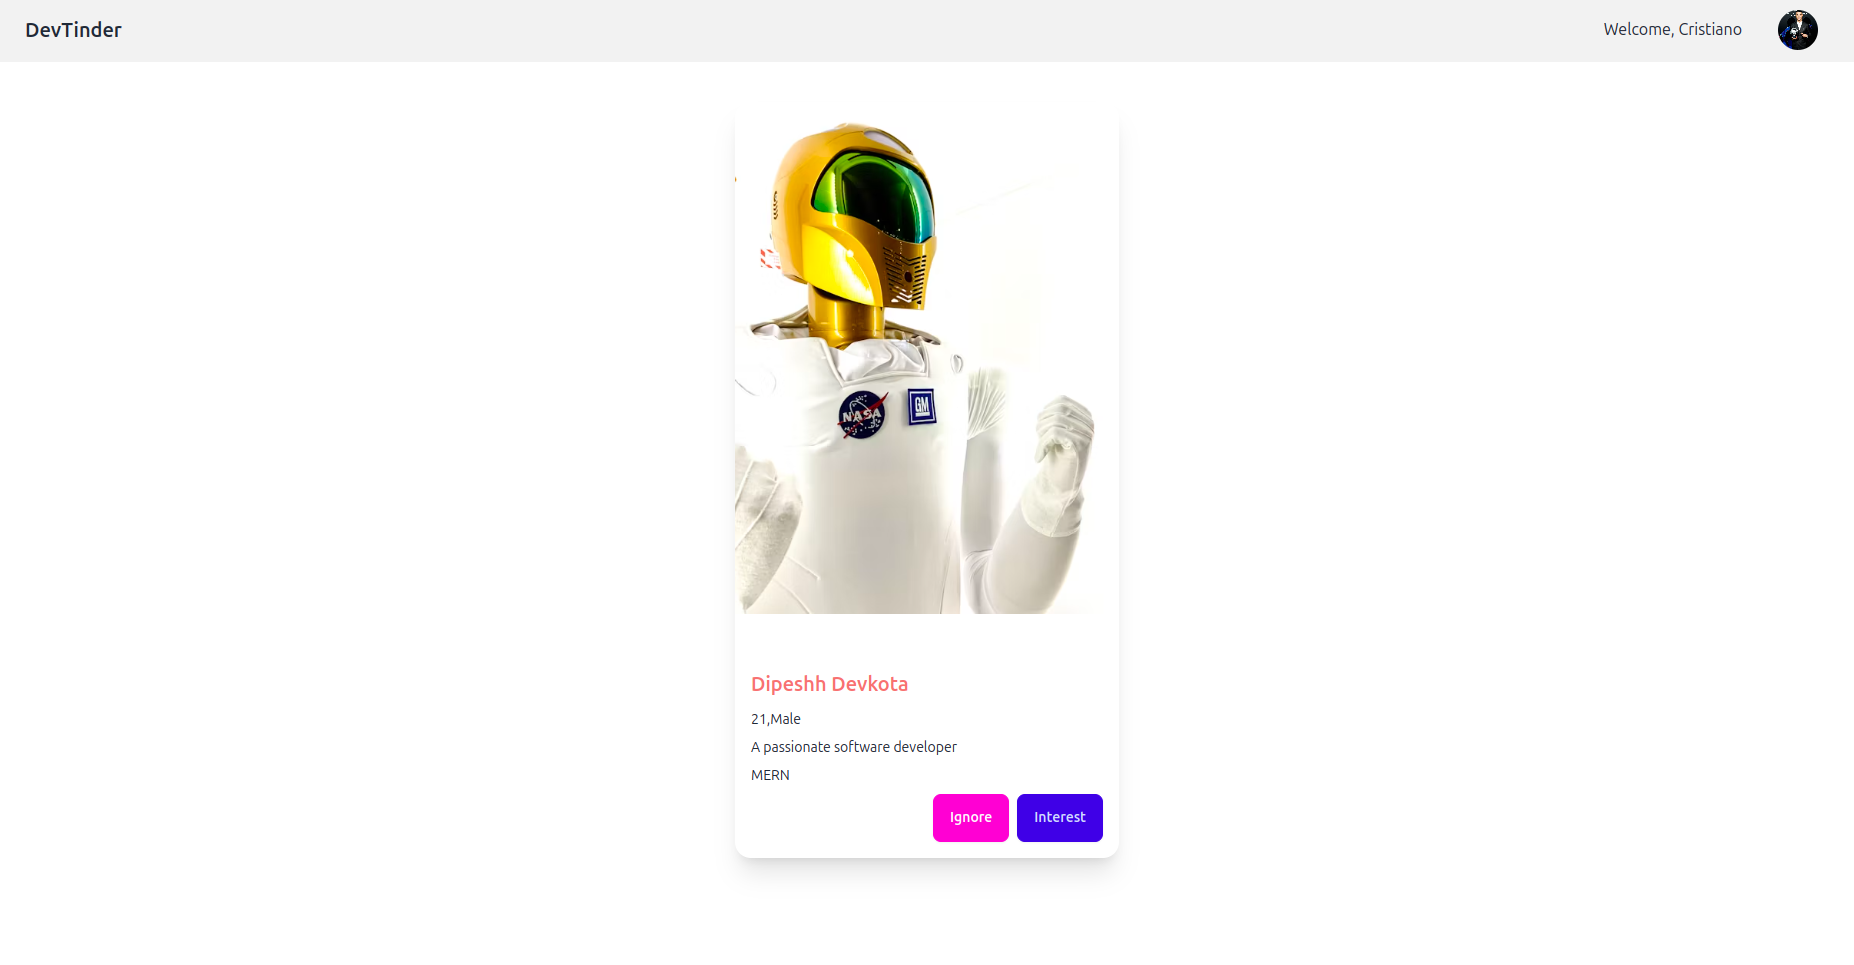 DevTinder
Welcome, Cristiano
NASA
GM
Dipeshh Devkota
21,Male
A passionate software developer
MERN
Ignore
Interest